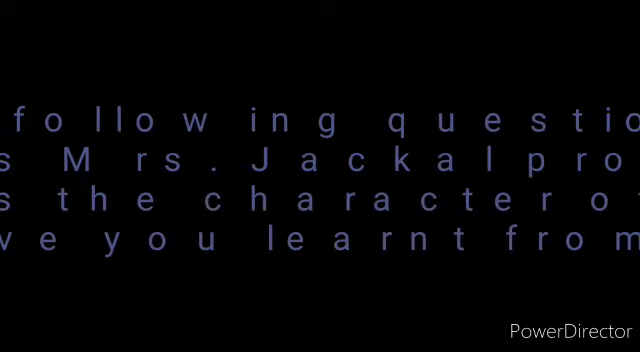 following questio
s Mrs. Jackal pro
s the character o
ve you learnt from
PowerDirector